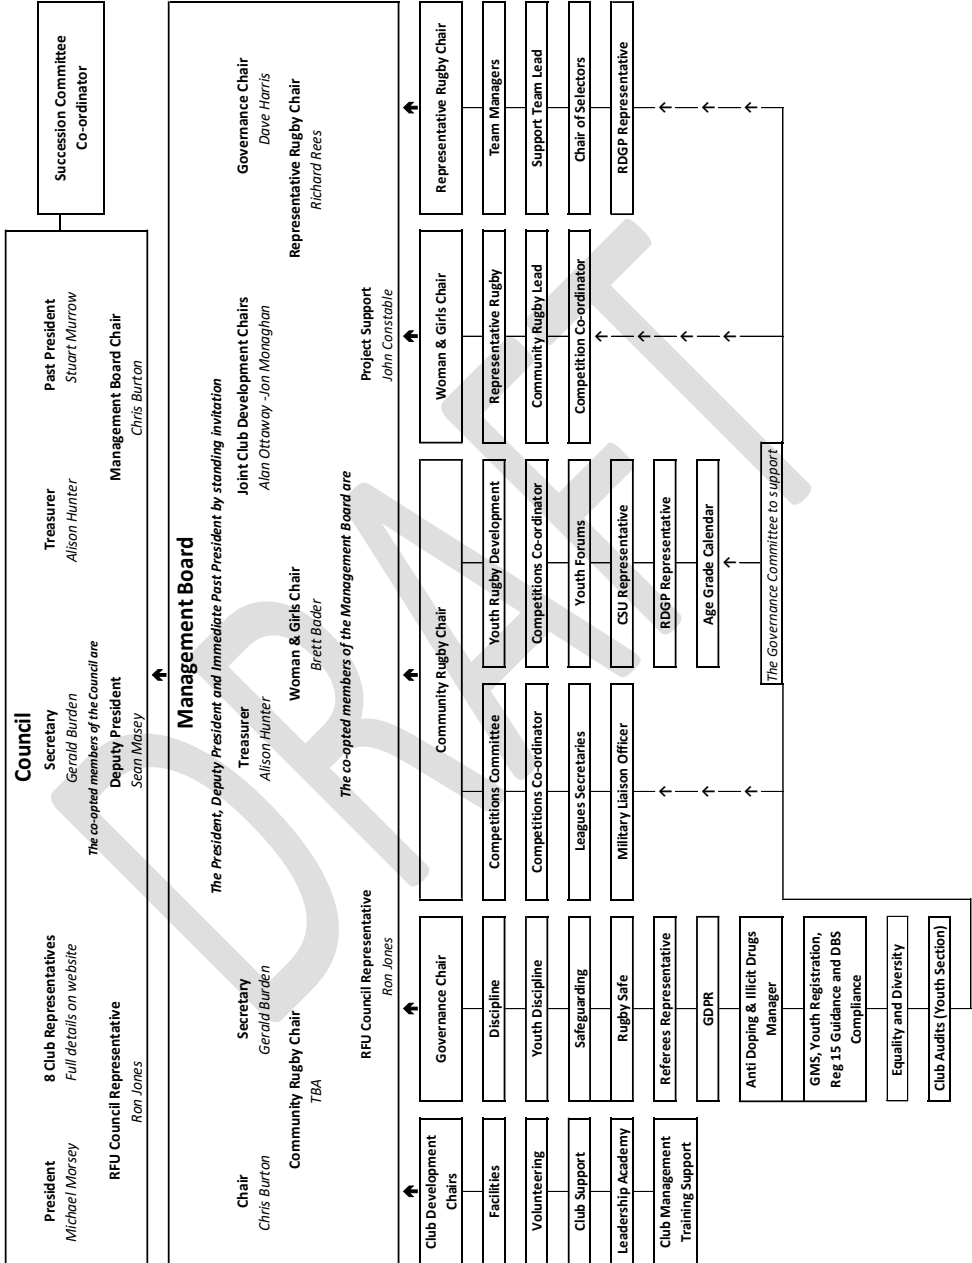 Council
President
Michael Morsey
8 Club Representatives
Full details on website
Secretary
Gerald Burden
Treasurer
Alison Hunter
Past President
Stuart Murrow
The co-opted members of the Council are
RFU Council Representative
Ron Jones
Deputy President
Sean Masey
Management Board Chair
Chris Burton
Succession Committee
Co-ordinator
Management Board
The President, Deputy President and Immediate Past President by standing invitation
Chair
Chris Burton
Secretary
Gerald Burden
Treasurer
Alison Hunter
Joint Club Development Chairs
Alan Ottaway -Jon Monaghan
Governance Chair
Dave Harris
Community Rugby Chair
TBA
Woman & Girls Chair
Brett Bader
Representative Rugby Chair
Richard Rees
The co-opted members of the Management Board are
RFU Council Representative
Ron Jones
Project Support
John Constable
Club Development
Chairs
Facilities
Volunteering
Club Support
Leadership Academy
Club Management
Training Support
Governance Chair
Discipline
Youth Discipline
Safeguarding
Rugby Safe
Referees Representative
GDPR
Anti Doping & Illicit Drugs
Manager
GMS, Youth Registration,
Reg 15 Guidance and DBS
Compliance
Equality and Diversity
Club Audits (Youth Section)
Community Rugby Chair
Competitions Committee
Competitions Co-ordinator
Leagues Secretaries
Military Liaison Officer
Youth Rugby Development
Competitions Co-ordinator
Youth Forums
CSU Representative
RDGP Representative
Age Grade Calendar
Woman & Girls Chair
Representative Rugby
Community Rugby Lead
Competition Co-ordinator
Representative Rugby Chair
Team Managers
Support Team Lead
Chair of Selectors
RDGP Representative
The Governance Committee to support
DRAFT